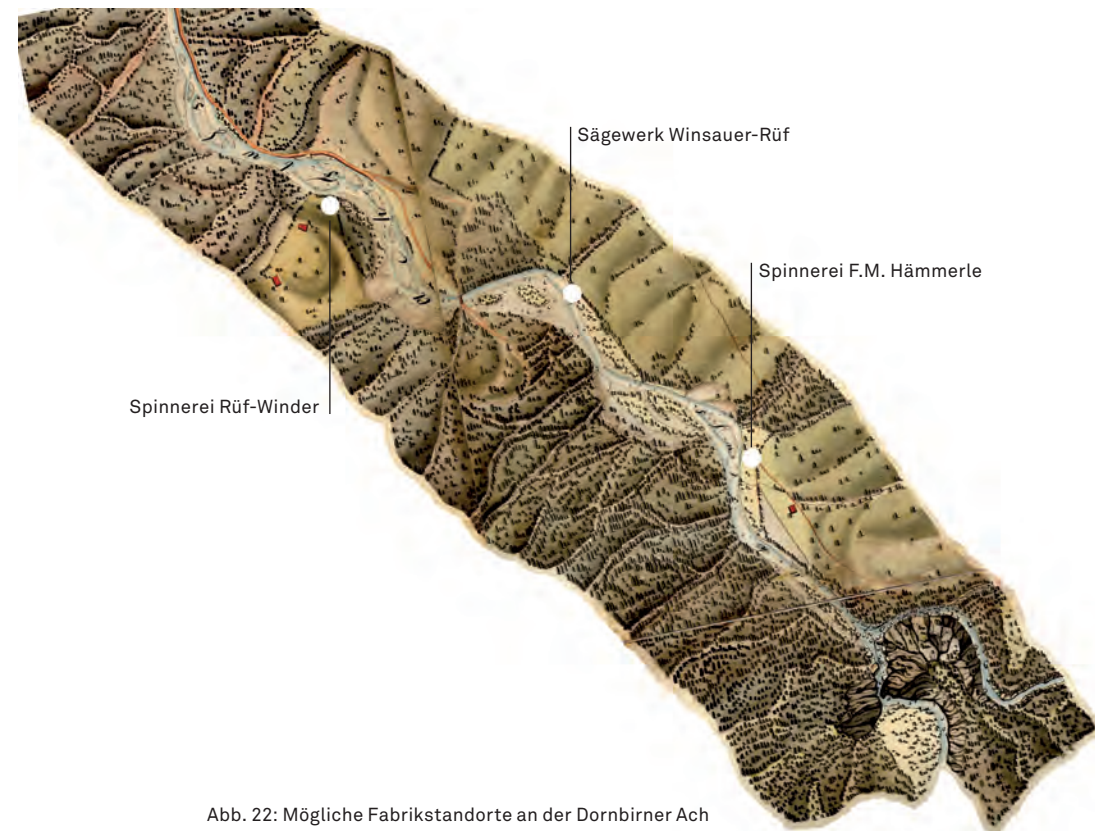 Sägewerk Winsauer-Rüf
Spinnerei F.M. Hämmerle
Spinnerei Rüf-Winder
Abb. 22: Mögliche Fabrikstandorte an der Dornbirner Ach